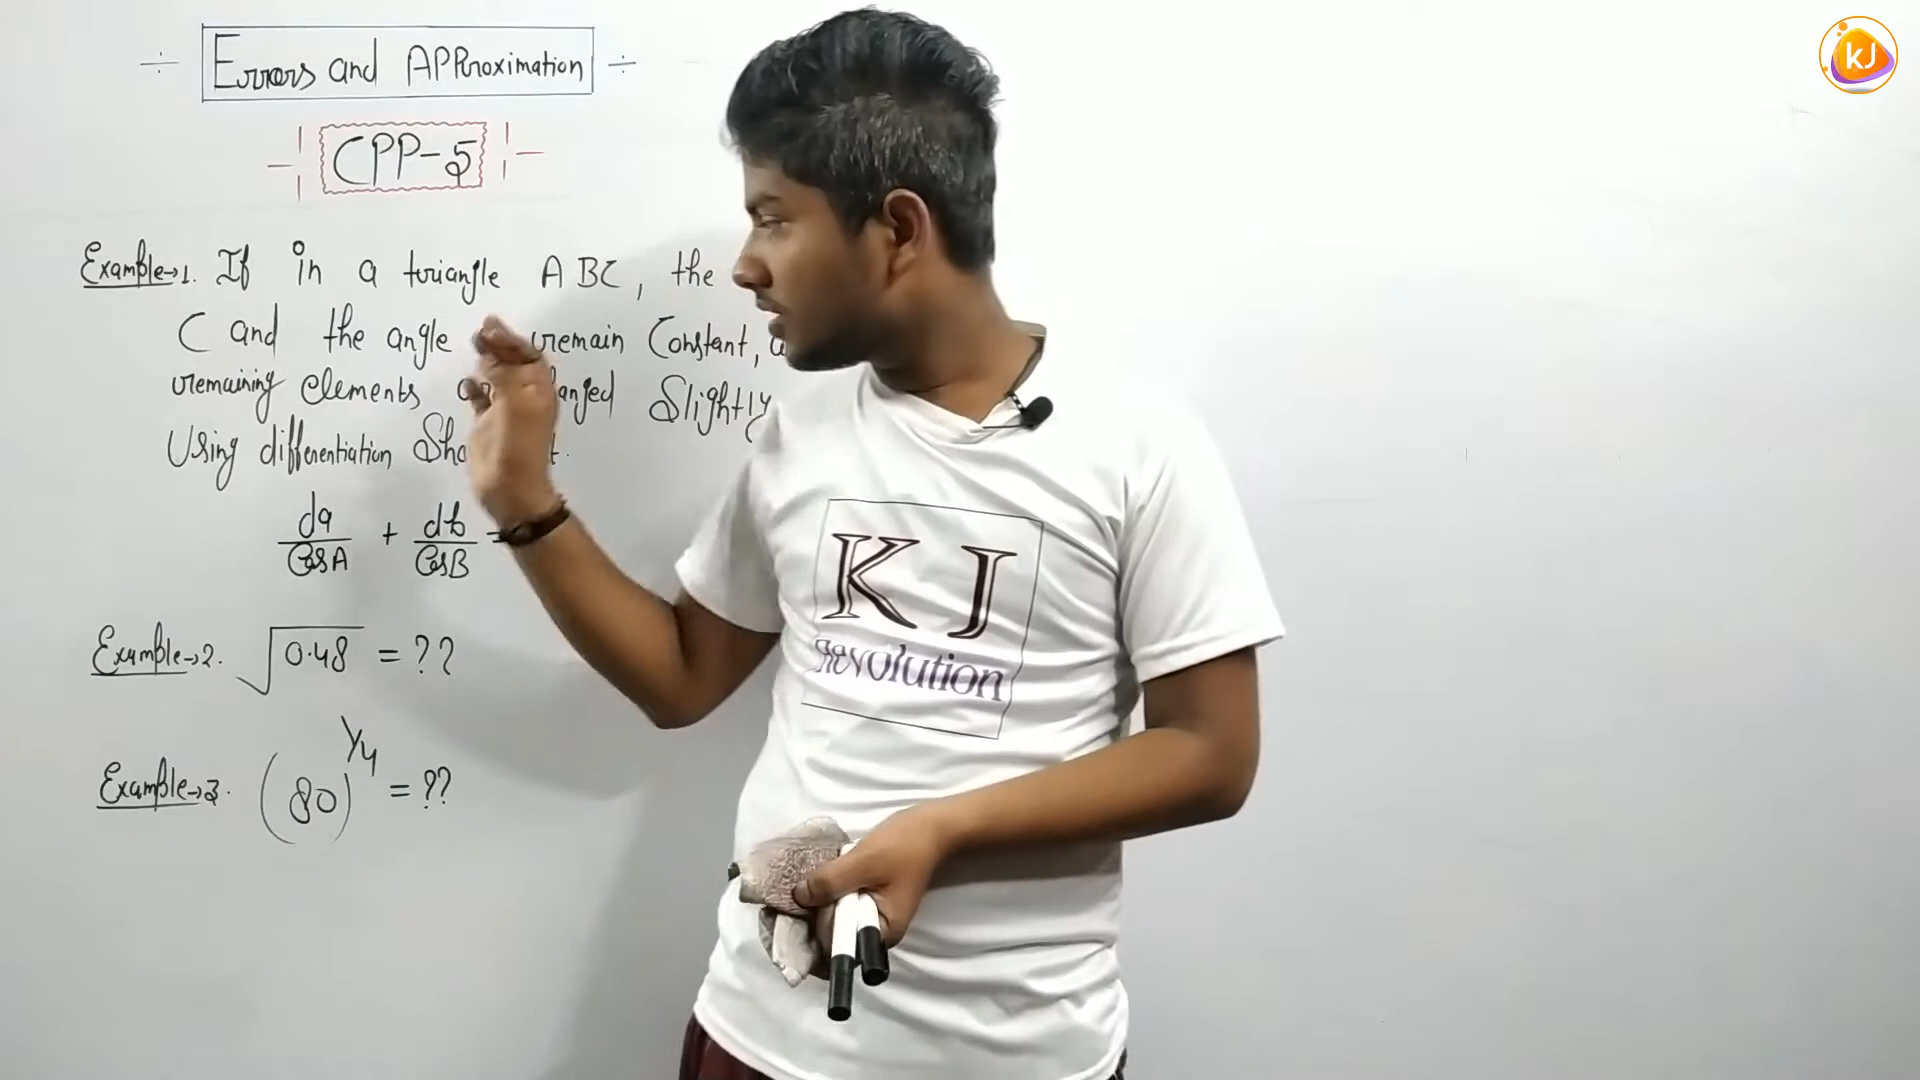 ÷ Errors and APProximation ÷
CPP-5
Example→1. If in a triangle ABC, the
C and the angle remain Constant,
remaining elements Slightly
Using differentiation
da/CosA + db/CosB =
Example→2. √0.48 = ??
Example→3. (80)^1/4 = ??
KJ
Revolution
KJ